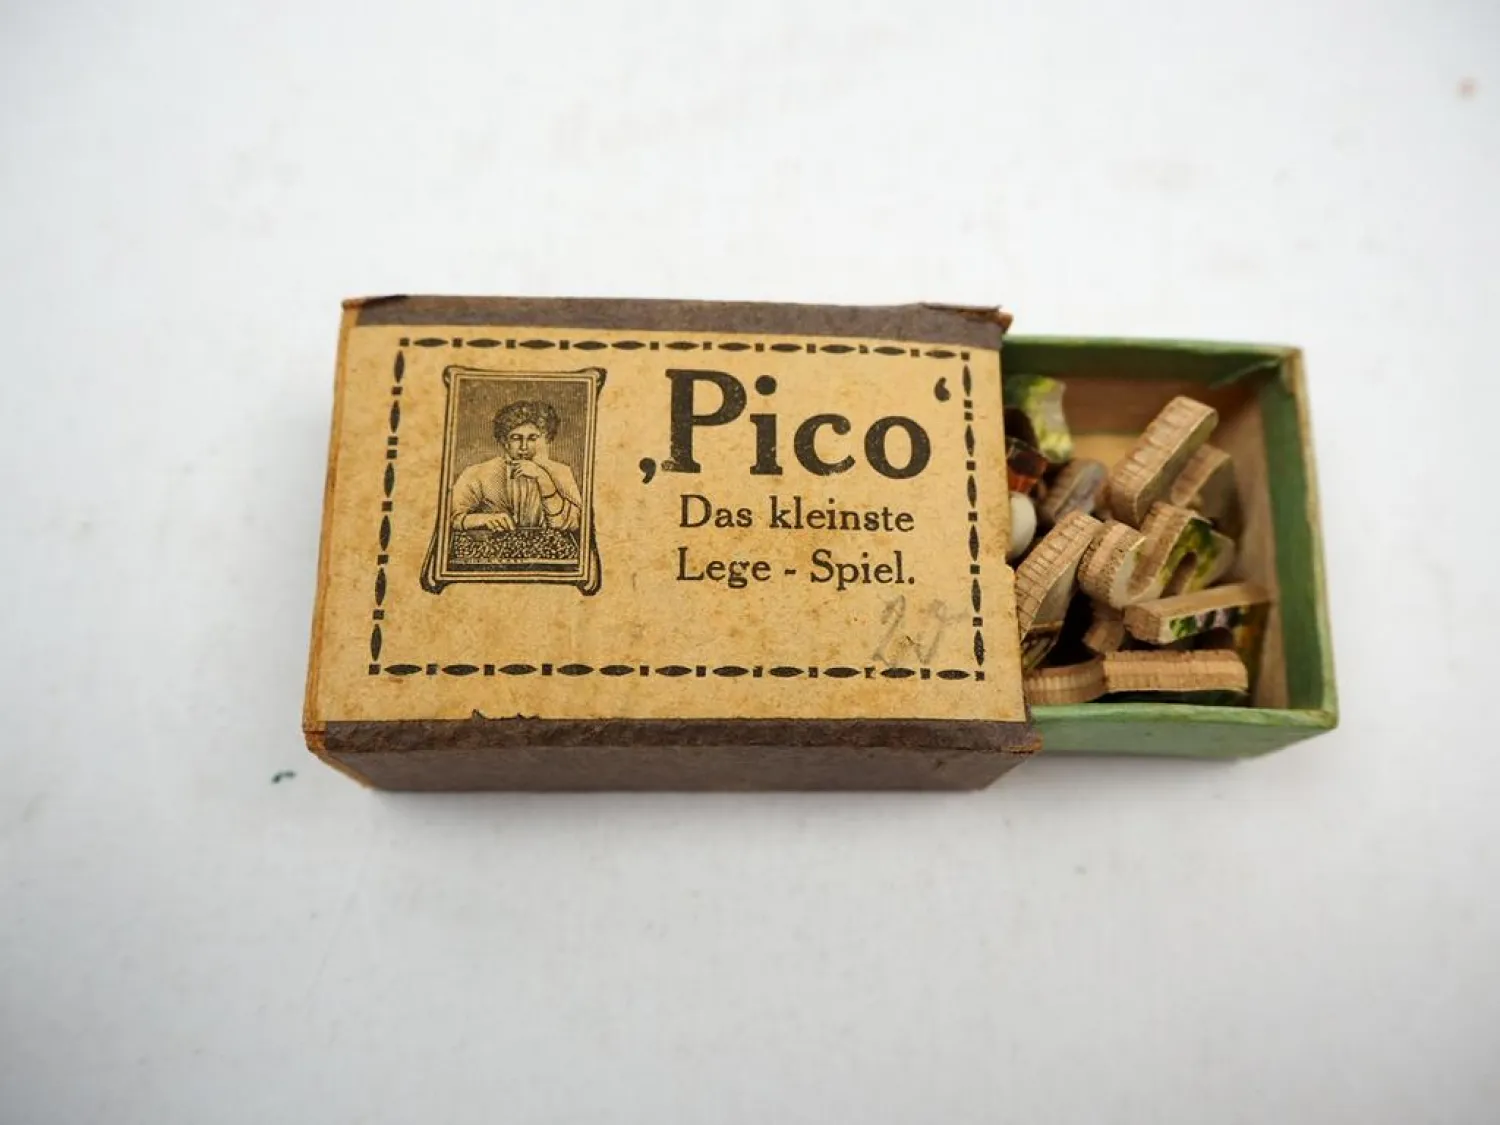 ‚Pico‘
Das kleinste
Lege - Spiel.